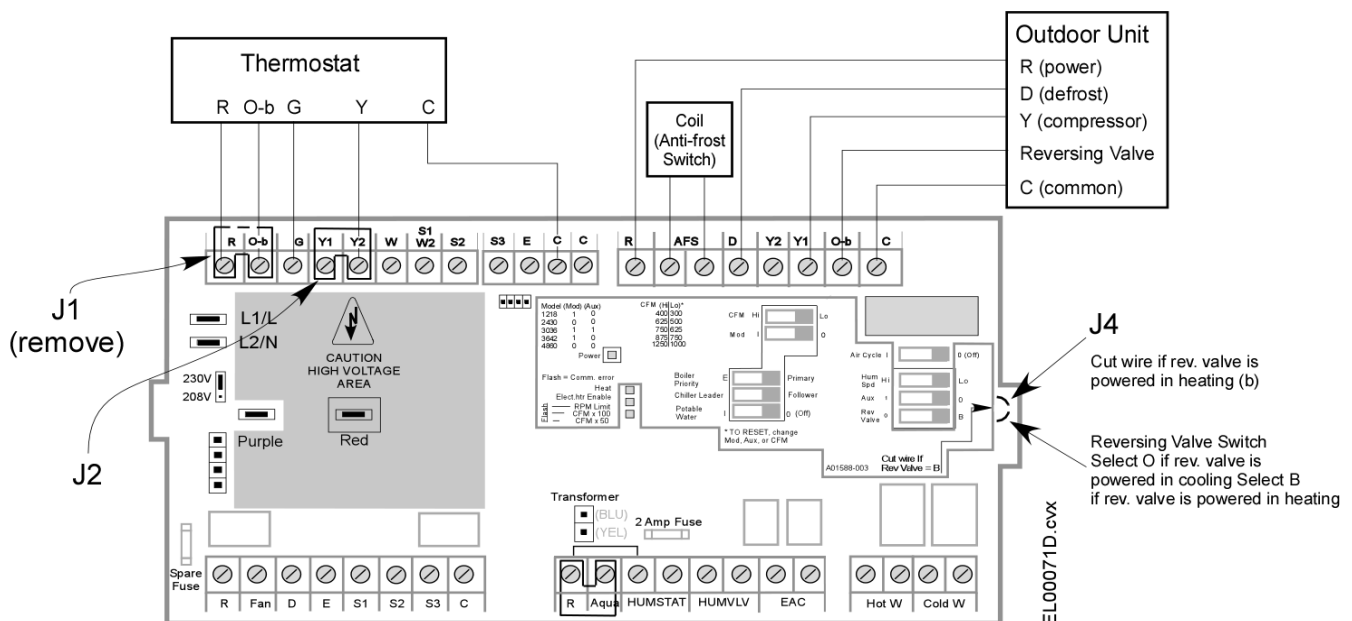 Thermostat
R O-b G Y C
Coil
(Anti-frost
Switch)
Outdoor Unit
R (power)
D (defrost)
Y (compressor)
Reversing Valve
C (common)
R O-b G Y1 Y2 W S1 W2 S2 S3 E C C
R AFS D Y2 Y1 O-b C
J1
(remove)
J2
L1/L
L2/N
230V
208V
Purple
CAUTION
HIGH VOLTAGE
AREA
Red
Model (Mod) (Aux) CFM (Hi|Lo)*
1218 1 0 400 300
2430 0 0 625 500
3036 1 1 750 625
3642 1 0 875 750
4860 0 0 1250 1000
Power
Flash = Comm. error
Heat
Elect.htr Enable
Flash
RPM Limit
CFM x 100
CFM x 50
CFM Hi Lo
Mod I 0
Boiler
Priority E Primary
Chiller Leader Follower
Potable
Water I 0 (Off)
* TO RESET, change
Mod, Aux, or CFM
Air Cycle I 0 (Off)
Hum
Spd Hi Lo
Aux 0
Rev
Valve B
Cut wire If
Rev Valve = B
A01588-003
J4
Cut wire if rev. valve is
powered in heating (b)
Reversing Valve Switch
Select O if rev. valve is
powered in cooling Select B
if rev. valve is powered in heating
EL00071D.cvx
Transformer
(BLU)
(YEL)
2 Amp Fuse
Spare
Fuse
R Fan D E S1 S2 S3 C
R Aqua HUMSTAT HUMVLV EAC
Hot W Cold W